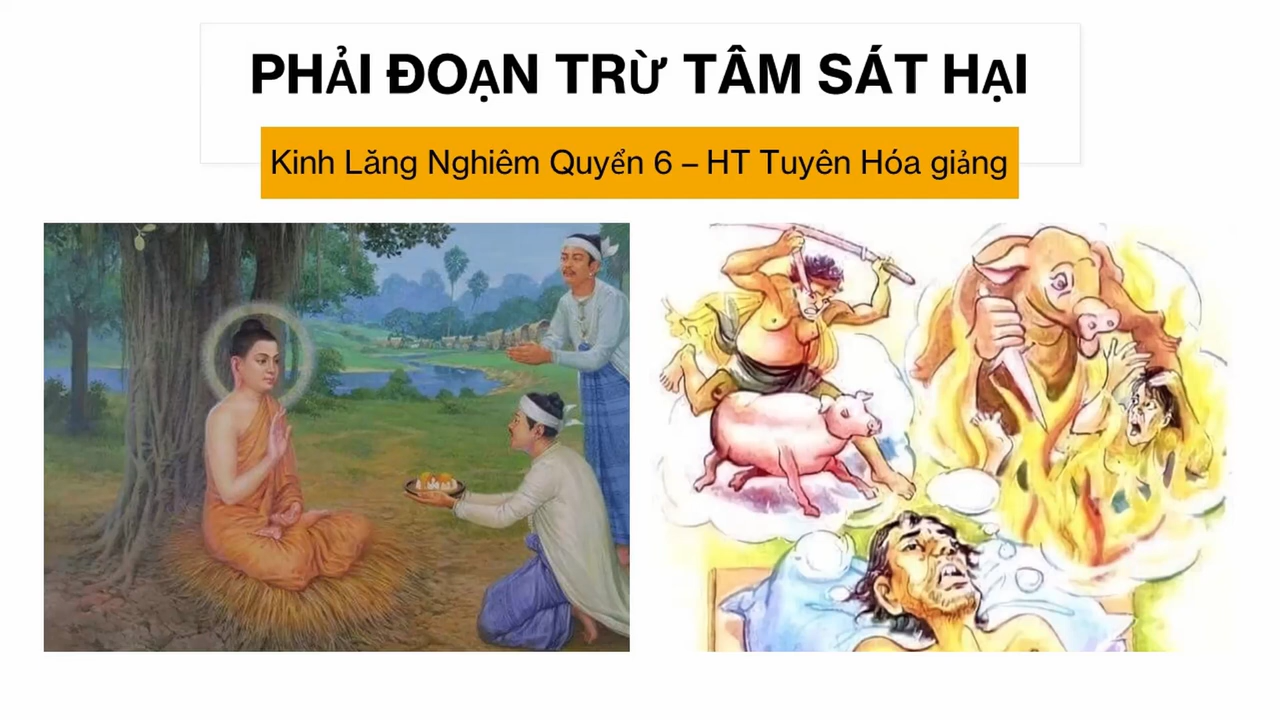 PHẢI ĐOẠN TRỪ TÂM SÁT HẠI
Kinh Lăng Nghiêm Quyển 6 – HT Tuyên Hóa giảng